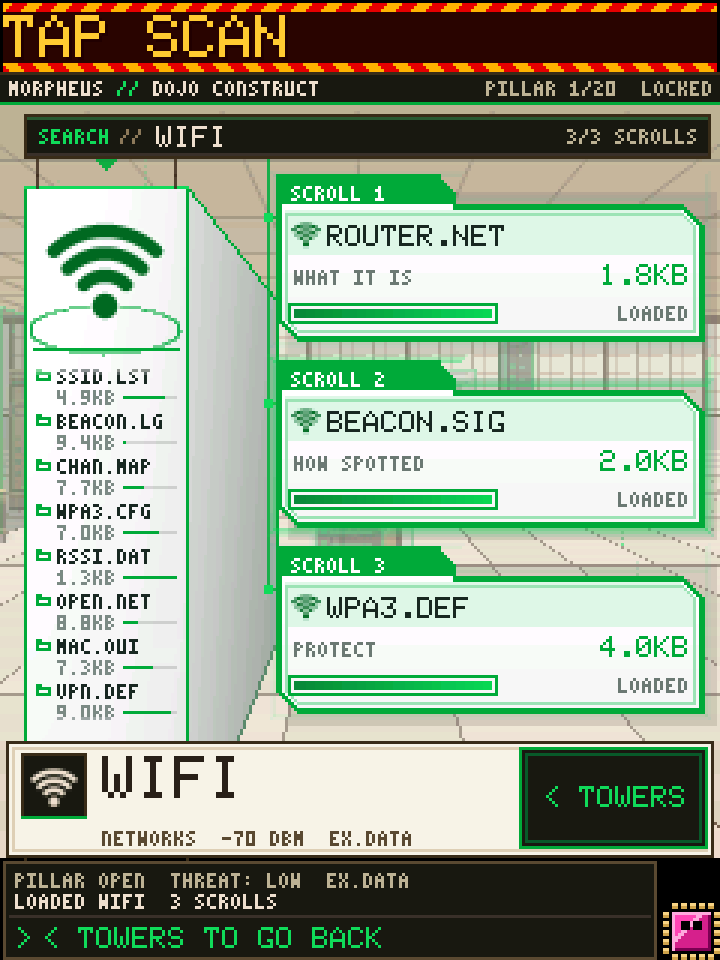 TAP SCAN
MORPHEUS // DOJO CONSTRUCT
PILLAR 1/20 LOCKED
SEARCH // WIFI
3/3 SCROLLS
SSID.LST
4.9KB
BEACON.LG
9.4KB
CHAN.MAP
7.7KB
WPA3.CFG
7.0KB
RSSI.DAT
1.3KB
OPEN.NET
8.8KB
MAC.OUI
7.3KB
VPN.DEF
9.0KB
SCROLL 1
ROUTER.NET
WHAT IT IS 1.8KB
LOADED
SCROLL 2
BEACON.SIG
HOW SPOTTED 2.0KB
LOADED
SCROLL 3
WPA3.DEF
PROTECT 4.0KB
LOADED
WIFI
NETWORKS -70 DBM EX.DATA
< TOWERS
PILLAR OPEN THREAT: LOW EX.DATA
LOADED WIFI 3 SCROLLS
> < TOWERS TO GO BACK